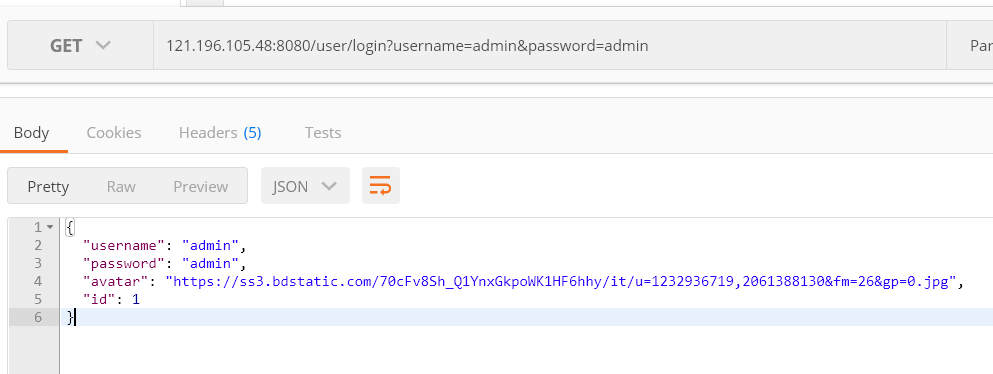 GET 121.196.105.48:8080/user/login?username=admin&password=admin Par
Body Cookies Headers (5) Tests
Pretty Raw Preview JSON
1 {
2 "username": "admin",
3 "password": "admin",
4 "avatar": "https://ss3.bdstatic.com/70cFv8Sh_Q1YnxGkpoWK1HF6hhy/it/u=1232936719,2061388130&fm=26&gp=0.jpg",
5 "id": 1
6 }